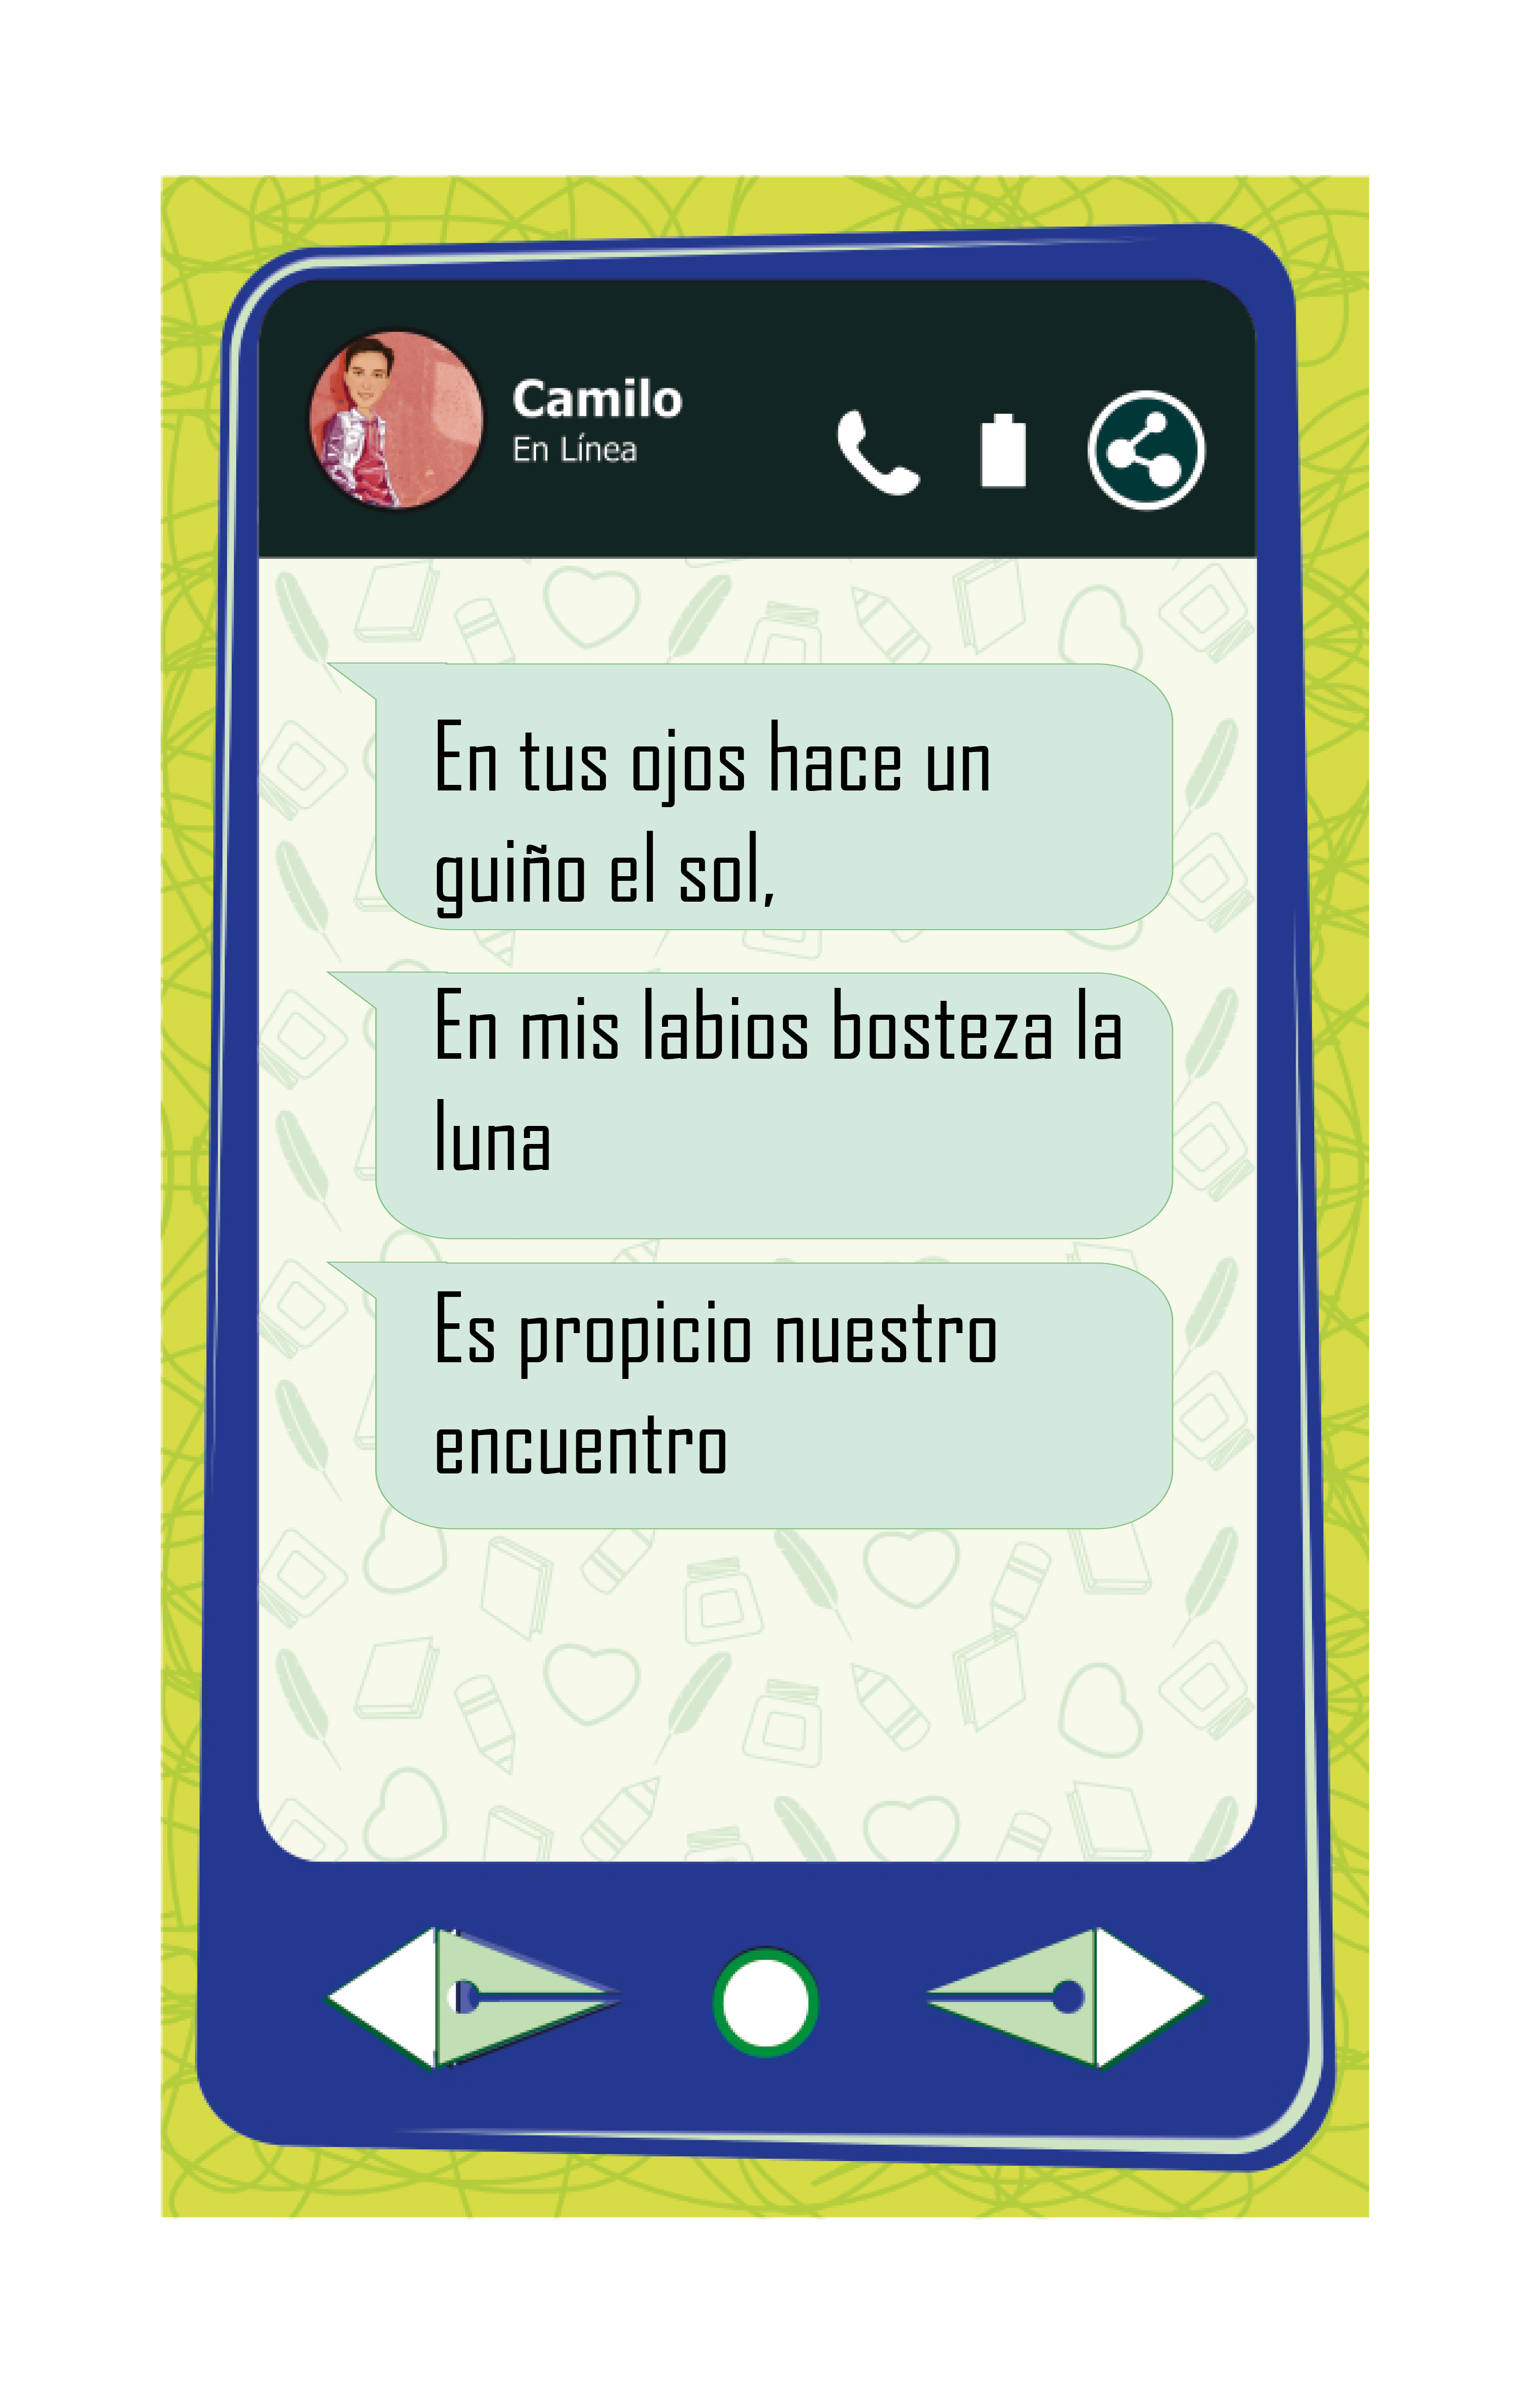 Camilo
En Línea
En tus ojos hace un
guiño el sol,
En mis labios bosteza la
luna
Es propicio nuestro
encuentro